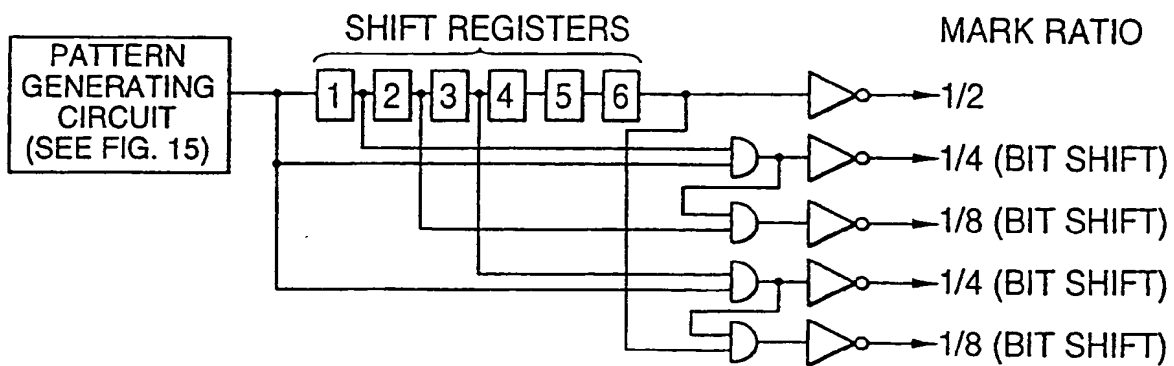 SHIFT REGISTERS
MARK RATIO
PATTERN
GENERATING
CIRCUIT
(SEE FIG. 15)
1 2 3 4 5 6
1/2
1/4 (BIT SHIFT)
1/8 (BIT SHIFT)
1/4 (BIT SHIFT)
1/8 (BIT SHIFT)